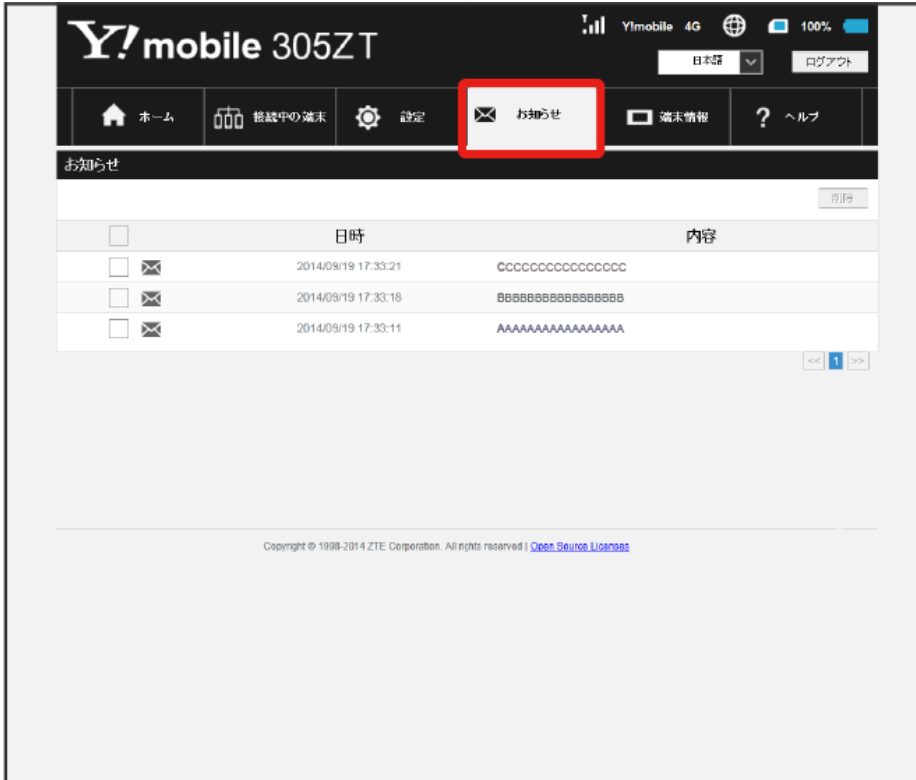 Y! mobile 305ZT
Y!mobile 4G 100%
日本語 ログアウト
ホーム 接続中の端末 設定 お知らせ 端末情報 ? ヘルプ
お知らせ
削除
日時 内容
2014/09/19 17:33:21 CCCCCCCCCCCCCCCC
2014/09/19 17:33:18 BBBBBBBBBBBBBBBBB
2014/09/19 17:33:11 AAAAAAAAAAAAAAAAA
<< 1 >>
Copyright © 1998-2014 ZTE Corporation. All rights reserved | Open Source Licenses